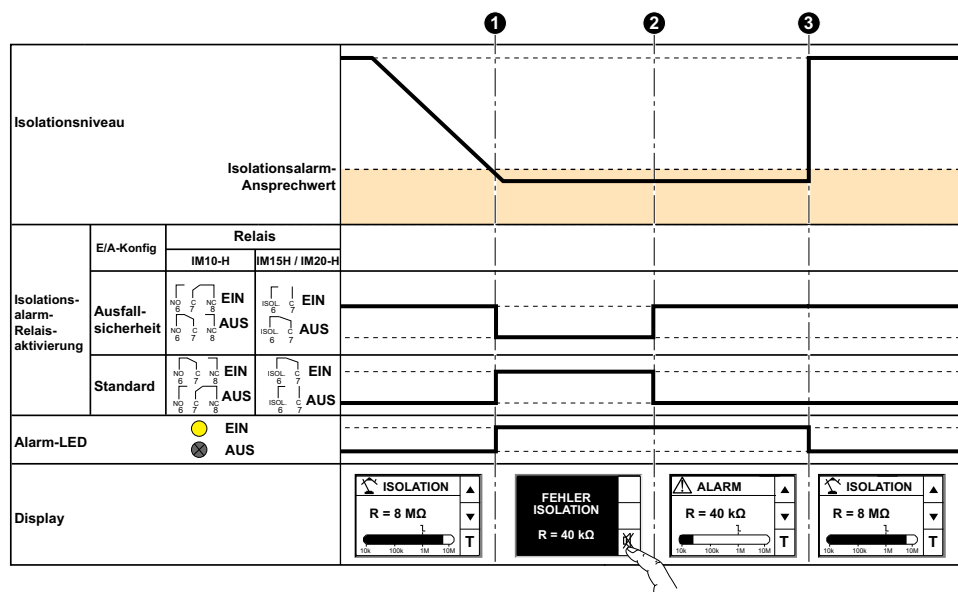 1 2 3
Isolationsniveau
Isolationsalarm-
Ansprechwert
Isolations-
alarm-
Relais-
aktivierung
E/A-Konfig
Relais
IM10-H
IM15H / IM20-H
Ausfall-
sicherheit
NO C NC EIN
6 7 8
NO C NC AUS
6 7 8
ISOL. C EIN
6 7
ISOL. C AUS
6 7
Standard
NO C NC EIN
6 7 8
NO C NC AUS
6 7 8
ISOL. C EIN
6 7
ISOL. C AUS
6 7
Alarm-LED
EIN
AUS
Display
ISOLATION
R = 8 MΩ
T
10k 100k 1M 10M
FEHLER
ISOLATION
R = 40 kΩ
ALARM
R = 40 kΩ
T
10k 100k 1M 10M
ISOLATION
R = 8 MΩ
T
10k 100k 1M 10M